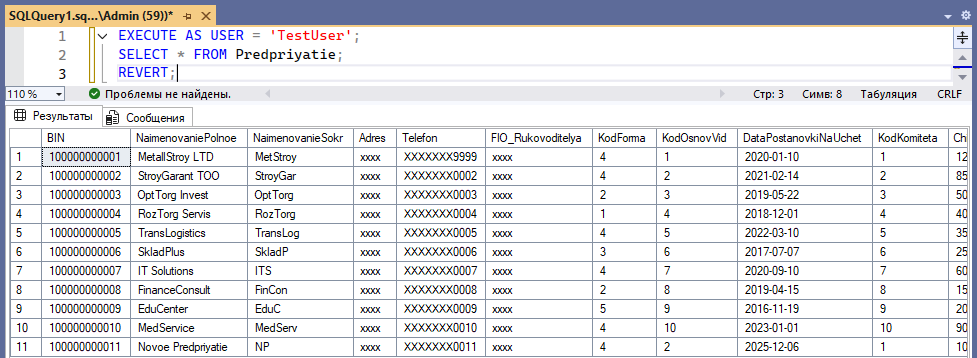 SQLQuery1.sq...\Admin (59))*
1 EXECUTE AS USER = 'TestUser';
2 SELECT * FROM Predpriyatie;
3 REVERT;
110 % Проблемы не найдены. Стр: 3 Симв: 8 Табуляция CRLF
Результаты Сообщения
BIN NaimenovaniePolnoe NaimenovanieSokr Adres Telefon FIO_Rukovoditelya KodForma KodOsnovVid DataPostanovkiNaUchet KodKomiteta Ch
1 100000000001 MetallStroy LTD MetStroy xxxx XXXXXXX9999 xxxx 4 1 2020-01-10 1 12
2 100000000002 StroyGarant TOO StroyGar xxxx XXXXXXX0002 xxxx 4 2 2021-02-14 2 85
3 100000000003 OptTorg Invest OptTorg xxxx XXXXXXX0003 xxxx 2 3 2019-05-22 3 50
4 100000000004 RozTorg Servis RozTorg xxxx XXXXXXX0004 xxxx 1 4 2018-12-01 4 40
5 100000000005 TransLogistics TransLog xxxx XXXXXXX0005 xxxx 4 5 2022-03-10 5 35
6 100000000006 SkladPlus SkladP xxxx XXXXXXX0006 xxxx 3 6 2017-07-07 6 25
7 100000000007 IT Solutions ITS xxxx XXXXXXX0007 xxxx 4 7 2020-09-10 7 60
8 100000000008 FinanceConsult FinCon xxxx XXXXXXX0008 xxxx 2 8 2019-04-15 8 15
9 100000000009 EduCenter EduC xxxx XXXXXXX0009 xxxx 5 9 2016-11-19 9 20
10 100000000010 MedService MedServ xxxx XXXXXXX0010 xxxx 4 10 2023-01-01 10 90
11 100000000011 Novoe Predpriyatie NP xxxx XXXXXXX0011 xxxx 4 2 2025-12-06 1 10